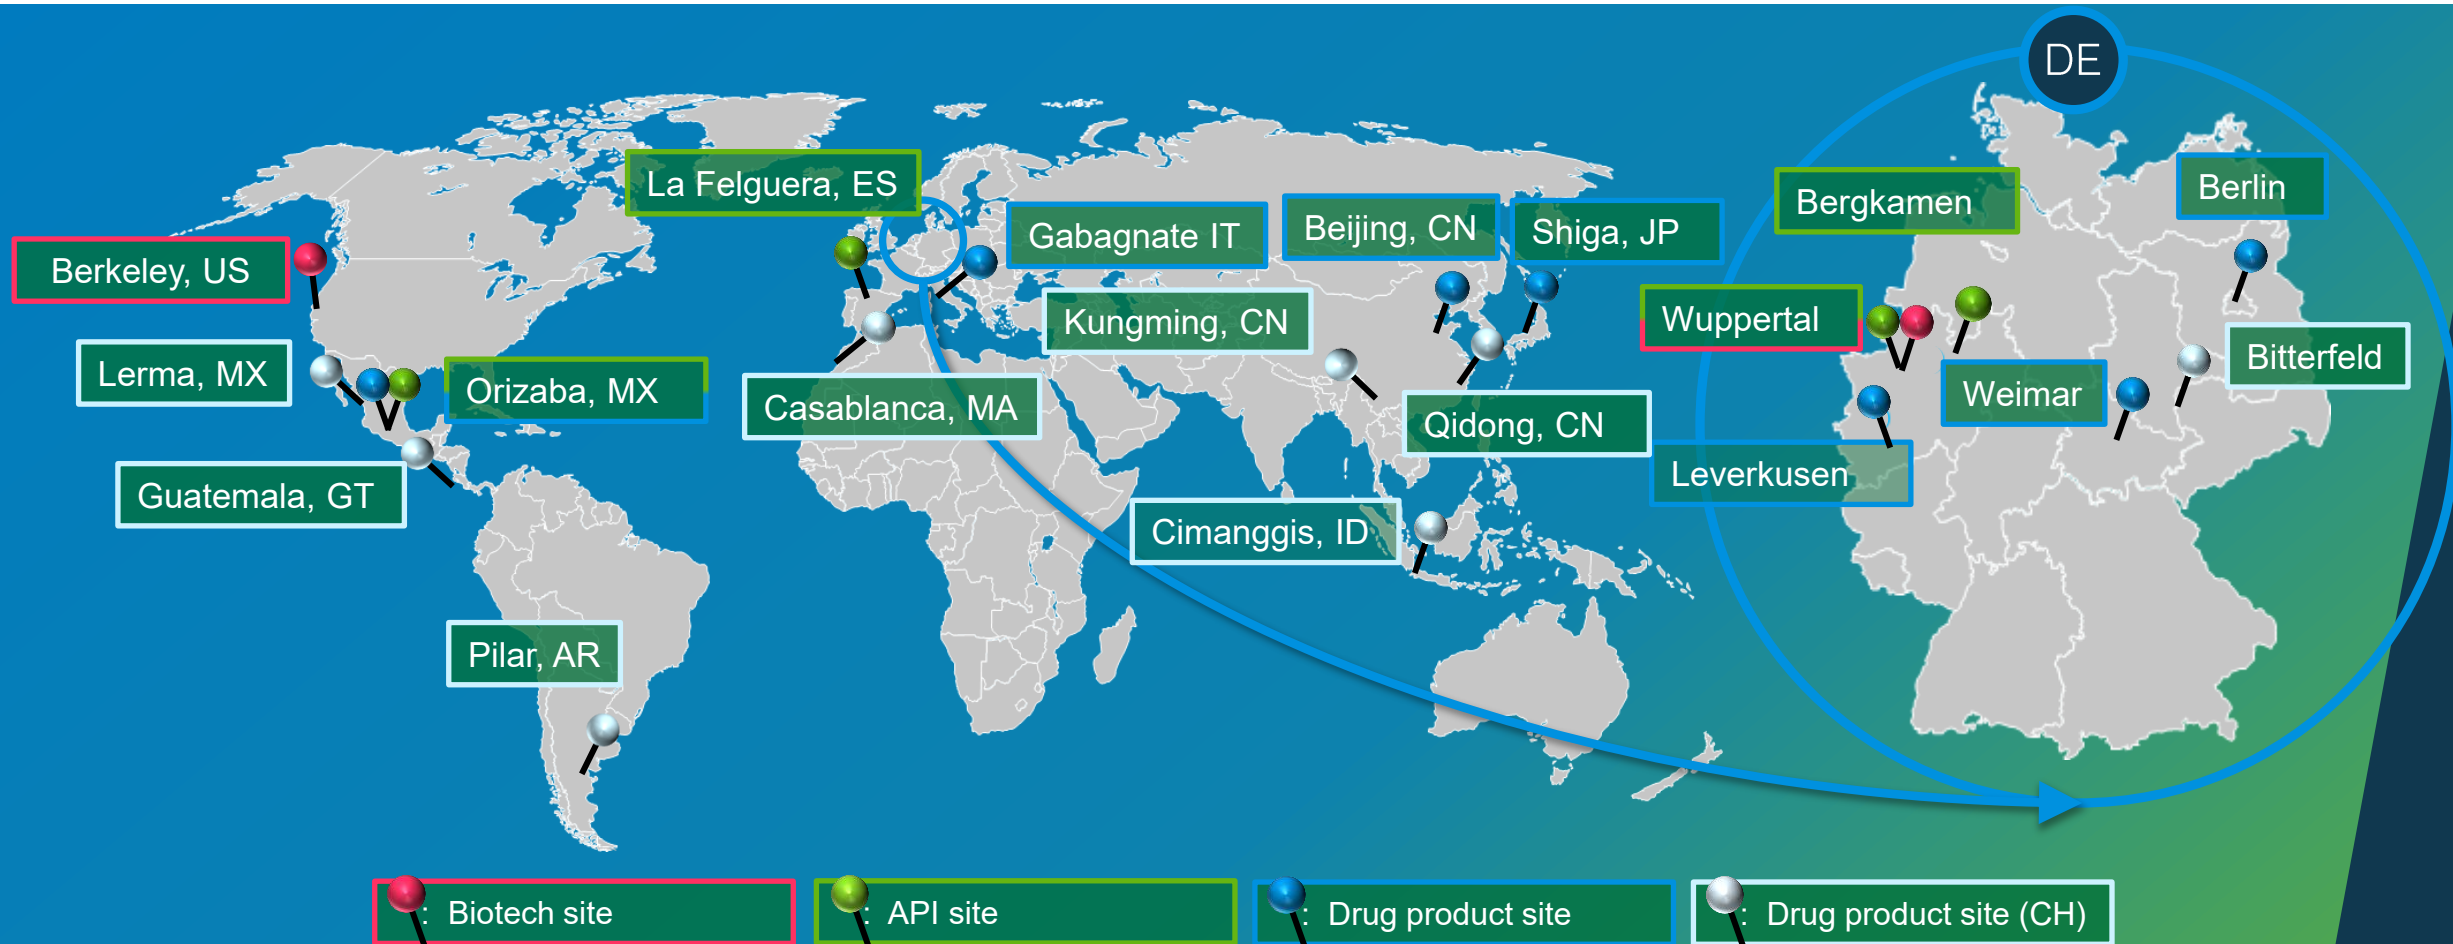 DE
La Felguera, ES
Berkeley, US
Gabagnate IT
Beijing, CN
Shiga, JP
Bergkamen
Berlin
Kungming, CN
Wuppertal
Lerma, MX
Orizaba, MX
Casablanca, MA
Qidong, CN
Weimar
Bitterfeld
Leverkusen
Guatemala, GT
Cimanggis, ID
Pilar, AR
: Biotech site
: API site
: Drug product site
: Drug product site (CH)